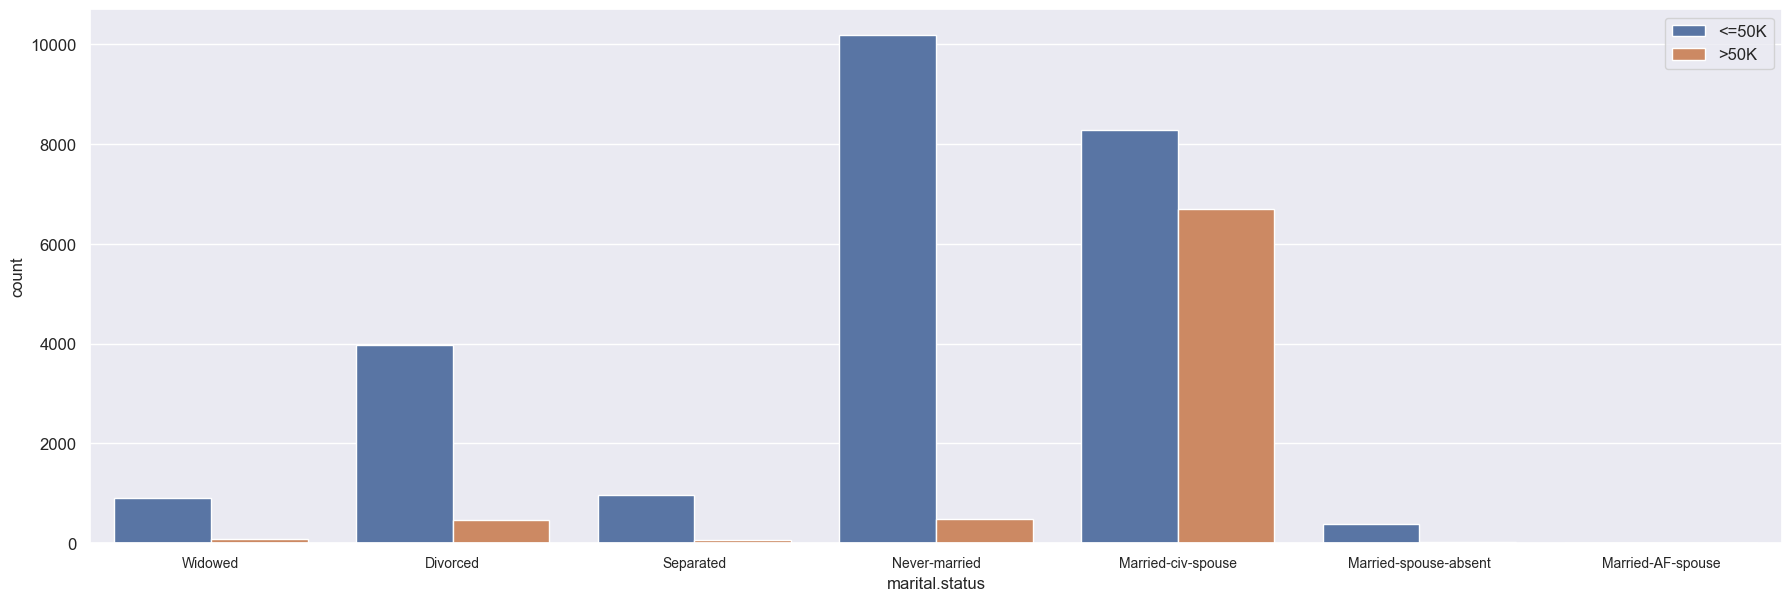 <=50K
>50K
10000
8000
6000
4000
2000
0
count
Widowed
Divorced
Separated
Never-married
Married-civ-spouse
Married-spouse-absent
Married-AF-spouse
marital.status